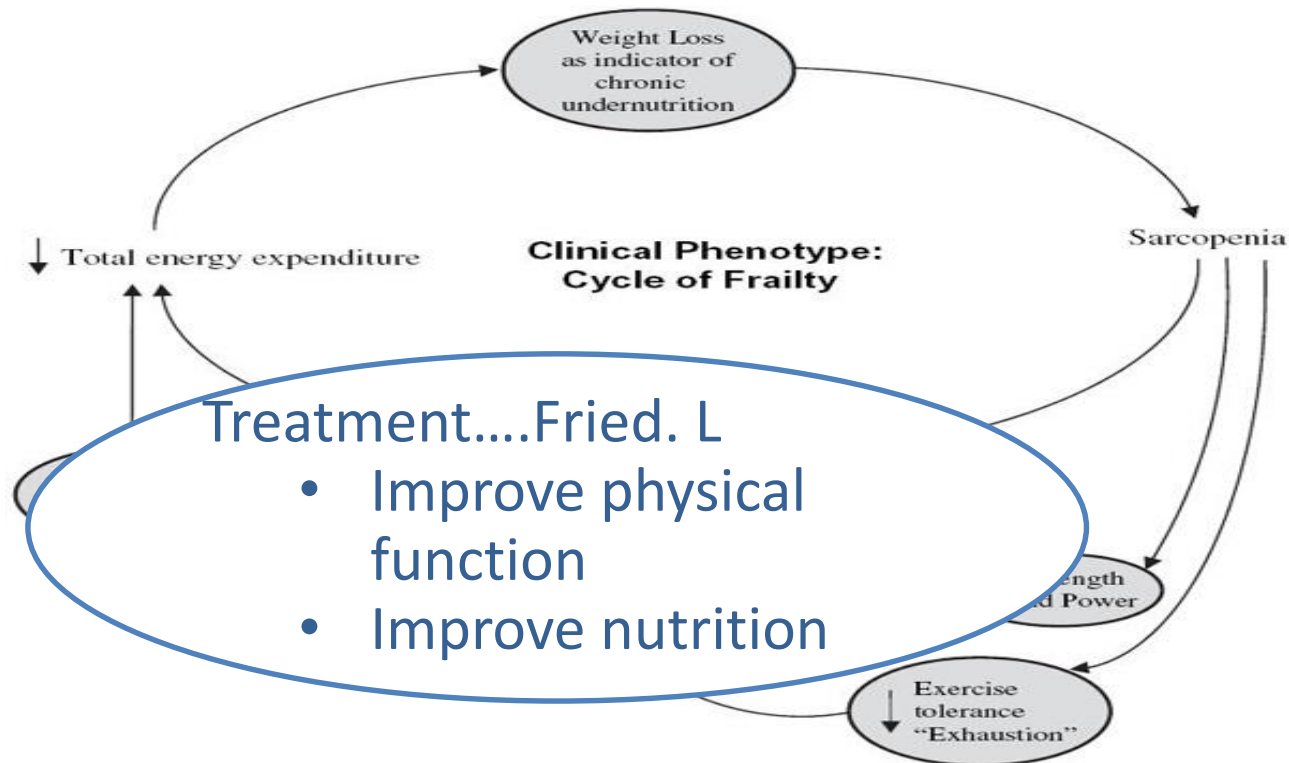 Weight Loss
as indicator of
chronic
undernutrition
↓ Total energy expenditure
Clinical Phenotype:
Cycle of Frailty
Sarcopenia
Treatment....Fried. L
• Improve physical
function
• Improve nutrition
Power
↓ Exercise
tolerance
“Exhaustion”